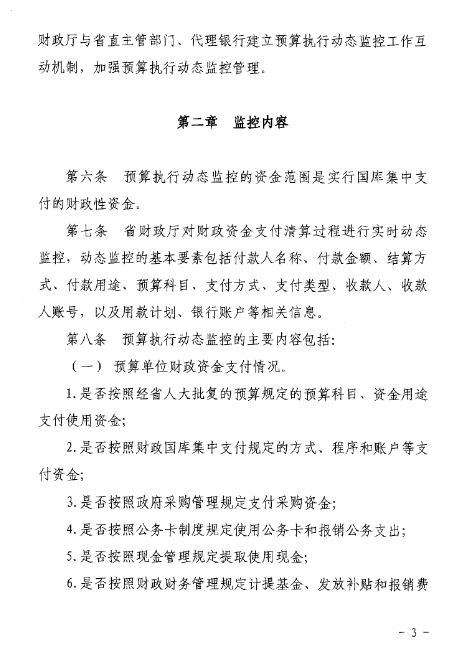 财政厅与省直主管部门、代理银行建立预算执行动态监控工作互
动机制，加强预算执行动态监控管理。
第二章 监控内容
第六条 预算执行动态监控的资金范围是实行国库集中支
付的财政性资金。
第七条 省财政厅对财政资金支付清算过程进行实时动态
监控，动态监控的基本要素包括付款人名称、付款金额、结算方
式、付款用途、预算科目、支付方式、支付类型、收款人、收款
人账号，以及用款计划、银行账户等相关信息。
第八条 预算执行动态监控的主要内容包括：
（一）预算单位财政资金支付情况。
1.是否按照经省人大批复的预算规定的预算科目、资金用途
支付使用资金；
2.是否按照财政国库集中支付规定的方式、程序和账户等支
付资金；
3.是否按照政府采购管理规定支付采购资金；
4.是否按照公务卡制度规定使用公务卡和报销公务支出；
5.是否按照现金管理规定提取使用现金；
6.是否按照财政财务管理规定计提基金、发放补贴和报销费
- 3 -